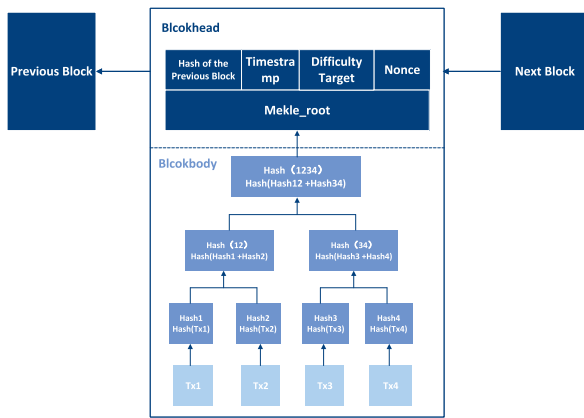 Blcokhead
Previous Block
Hash of the
Previous Block
Timestra
mp
Difficulty
Target
Nonce
Next Block
Mekle_root
Blcokbody
Hash（1234）
Hash(Hash12 +Hash34)
Hash（12）
Hash(Hash1 +Hash2)
Hash（34）
Hash(Hash3 +Hash4)
Hash1
Hash(Tx1)
Hash2
Hash(Tx2)
Hash3
Hash(Tx3)
Hash4
Hash(Tx4)
Tx1
Tx2
Tx3
Tx4